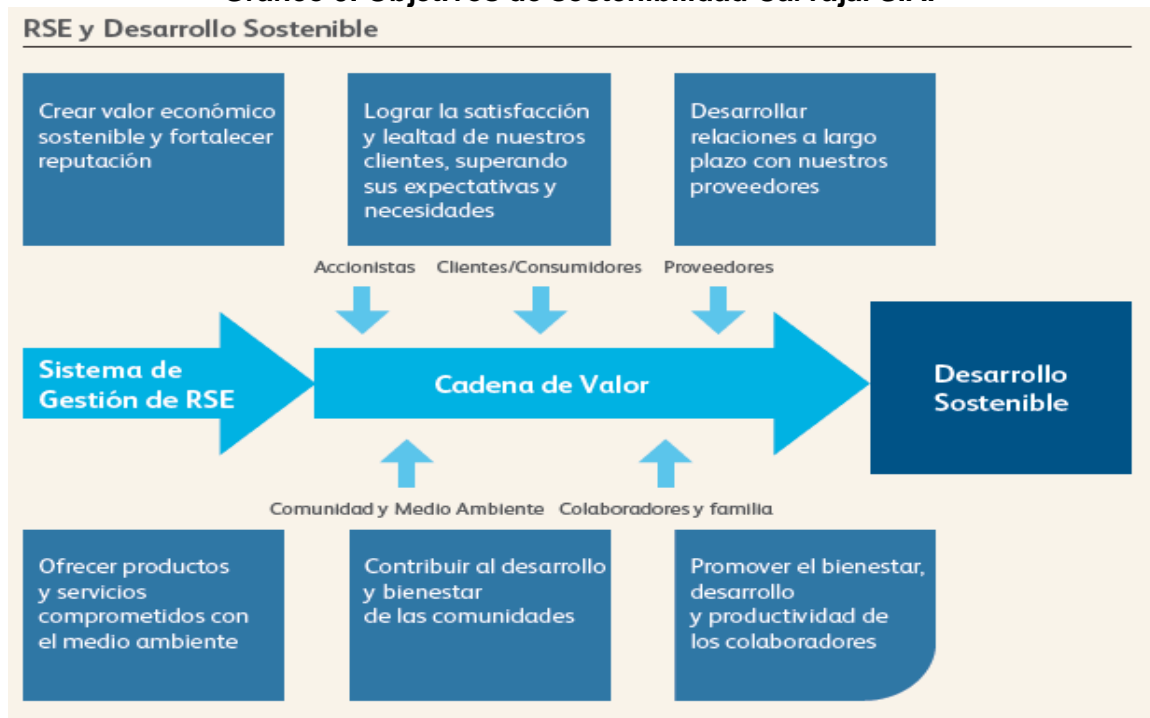 RSE y Desarrollo Sostenible
Crear valor económico
sostenible y fortalecer
reputación
Lograr la satisfacción
y lealtad de nuestros
clientes, superando
sus expectativas y
necesidades
Desarrollar
relaciones a largo
plazo con nuestros
proveedores
Accionistas Clientes/Consumidores Proveedores
Sistema de
Gestión de RSE
Cadena de Valor
Desarrollo
Sostenible
Comunidad y Medio Ambiente Colaboradores y familia
Ofrecer productos
y servicios
comprometidos con
el medio ambiente
Contribuir al desarrollo
y bienestar
de las comunidades
Promover el bienestar,
desarrollo
y productividad de
los colaboradores